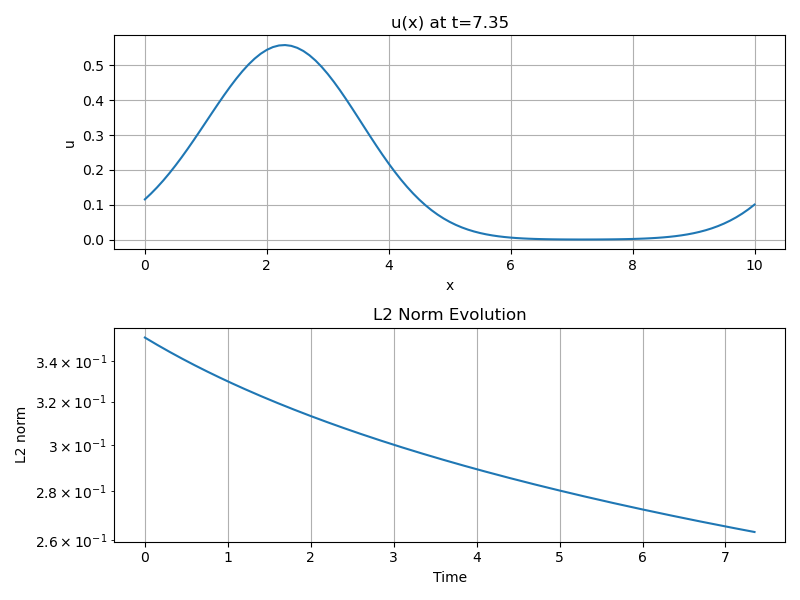 u(x) at t=7.35
u
0.5
0.4
0.3
0.2
0.1
0.0
0 2 4 6 8 10
x
L2 Norm Evolution
L2 norm
3.4 × 10⁻¹
3.2 × 10⁻¹
3 × 10⁻¹
2.8 × 10⁻¹
2.6 × 10⁻¹
0 1 2 3 4 5 6 7
Time